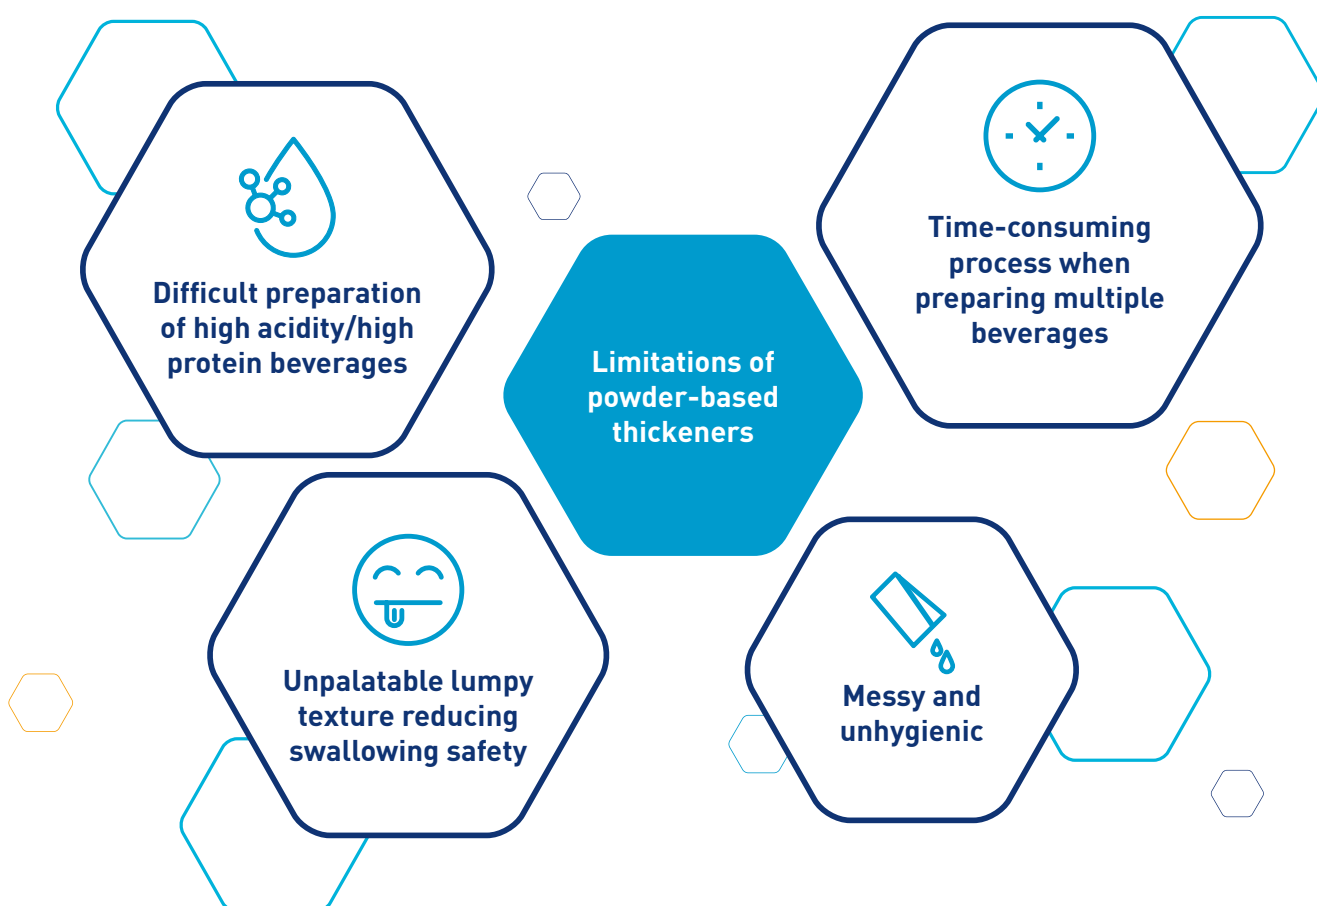 Difficult preparation
of high acidity/high
protein beverages
Time-consuming
process when
preparing multiple
beverages
Limitations of
powder-based
thickeners
Unpalatable lumpy
texture reducing
swallowing safety
Messy and
unhygienic